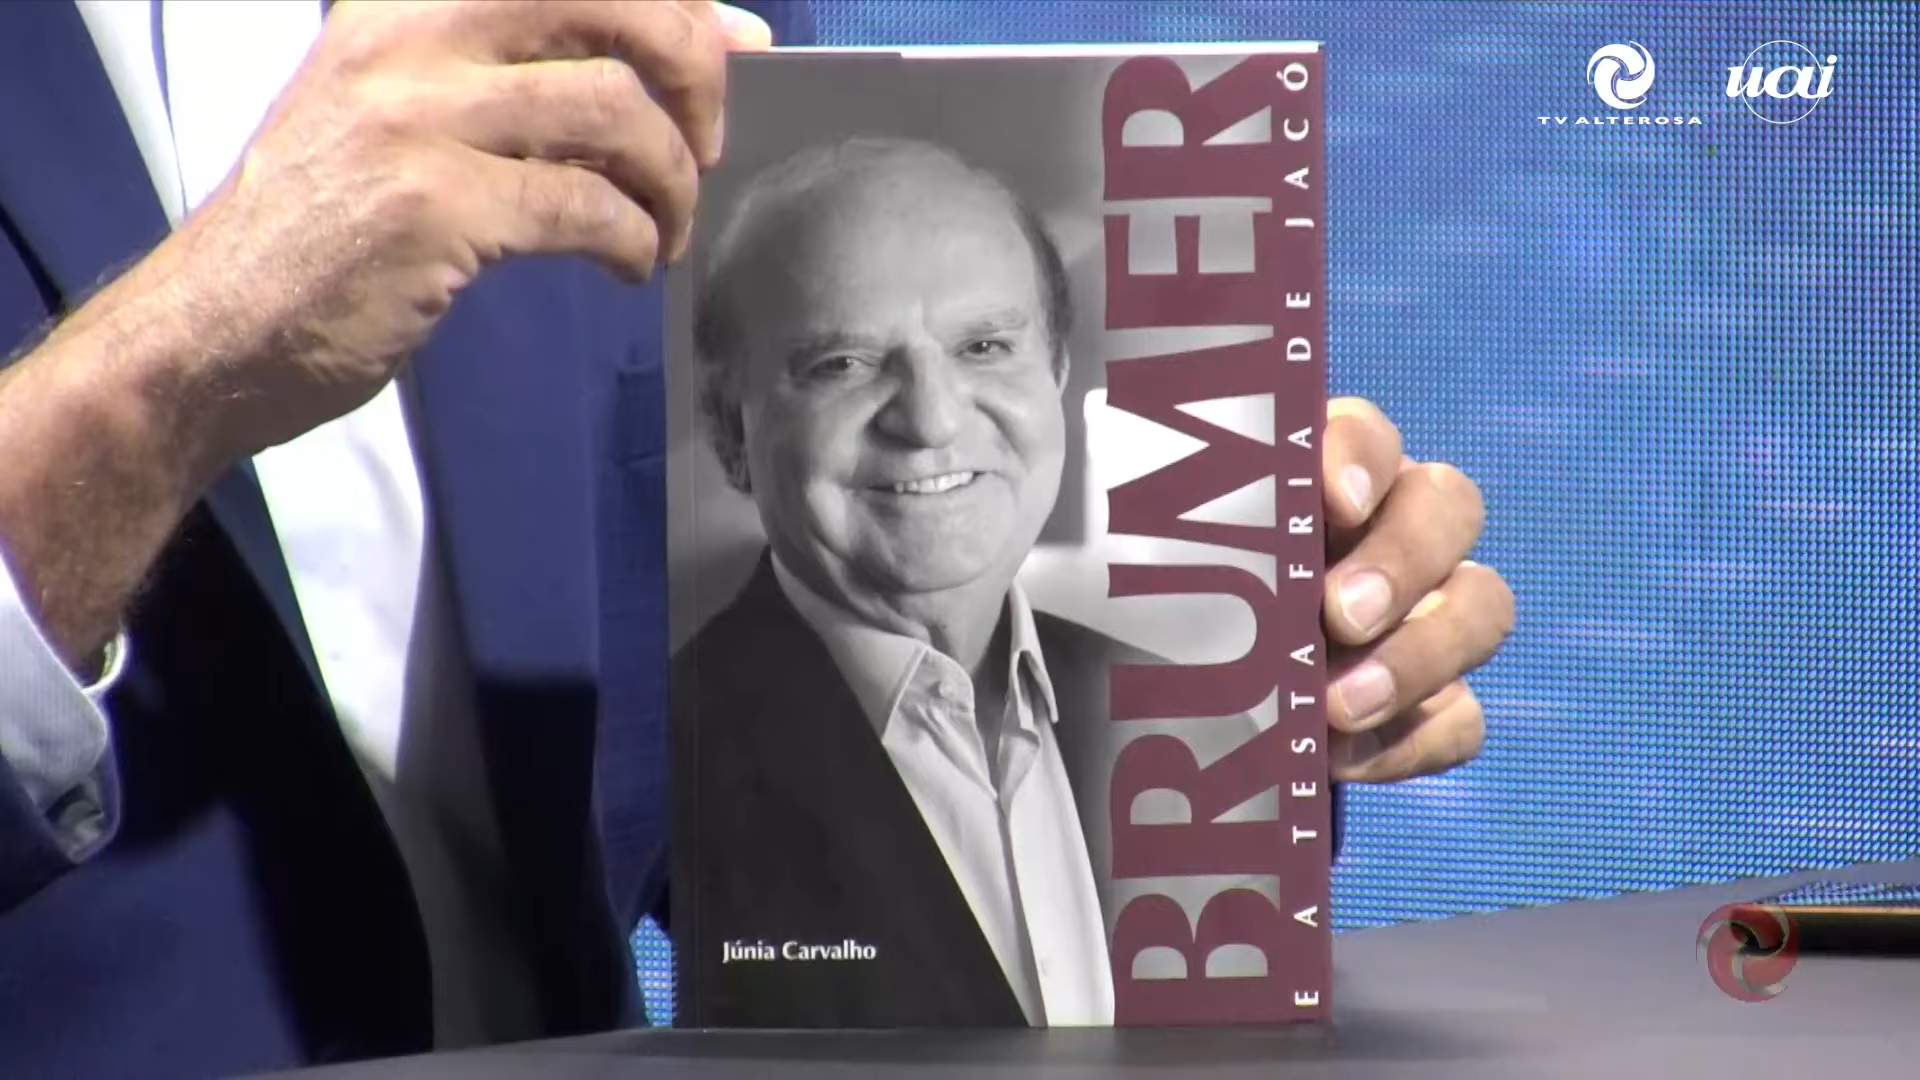 TV ALTEROSA
uai
BRUMER
E A TESTA FRIA DE JACÓ
Júnia Carvalho